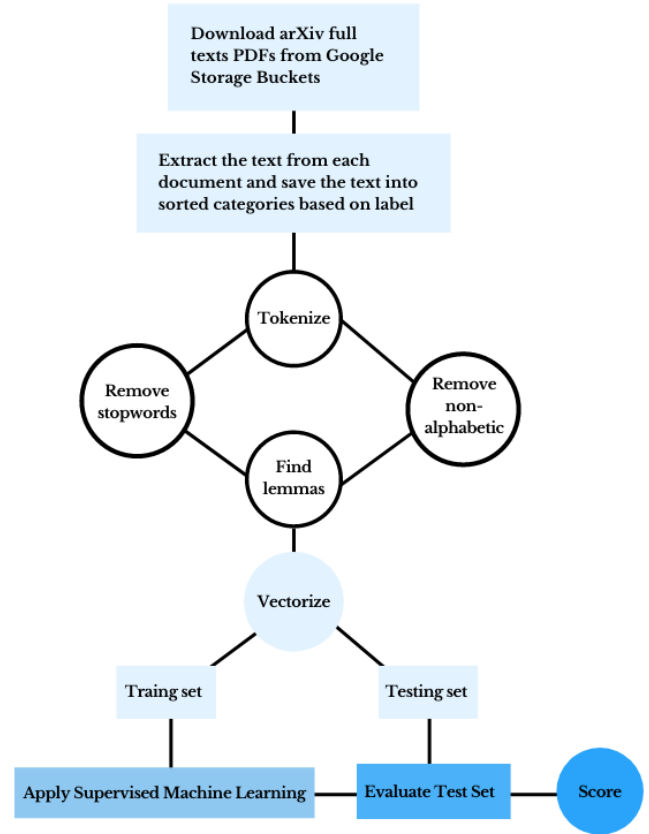 Download arXiv full
texts PDFs from Google
Storage Buckets
Extract the text from each
document and save the text into
sorted categories based on label
Tokenize
Remove
stopwords
Remove
non-
alphabetic
Find
lemmas
Vectorize
Traing set
Testing set
Apply Supervised Machine Learning
Evaluate Test Set
Score